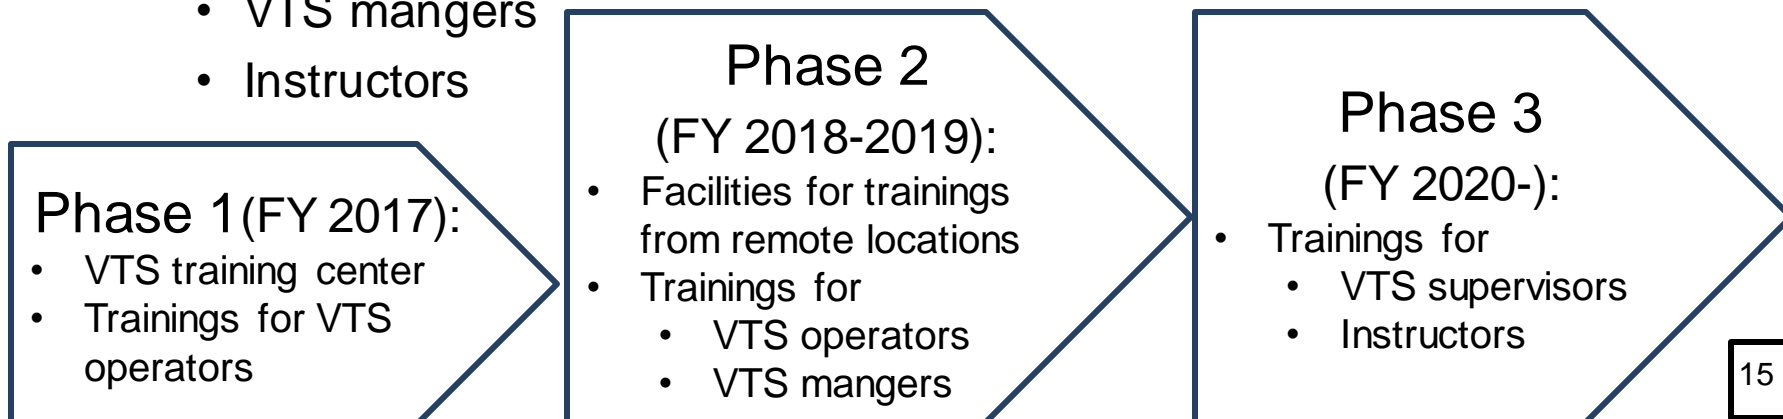 • VTS mangers
• Instructors
Phase 1(FY 2017):
• VTS training center
• Trainings for VTS
operators
Phase 2
(FY 2018-2019):
• Facilities for trainings
from remote locations
• Trainings for
• VTS operators
• VTS mangers
Phase 3
(FY 2020-):
• Trainings for
• VTS supervisors
• Instructors
15